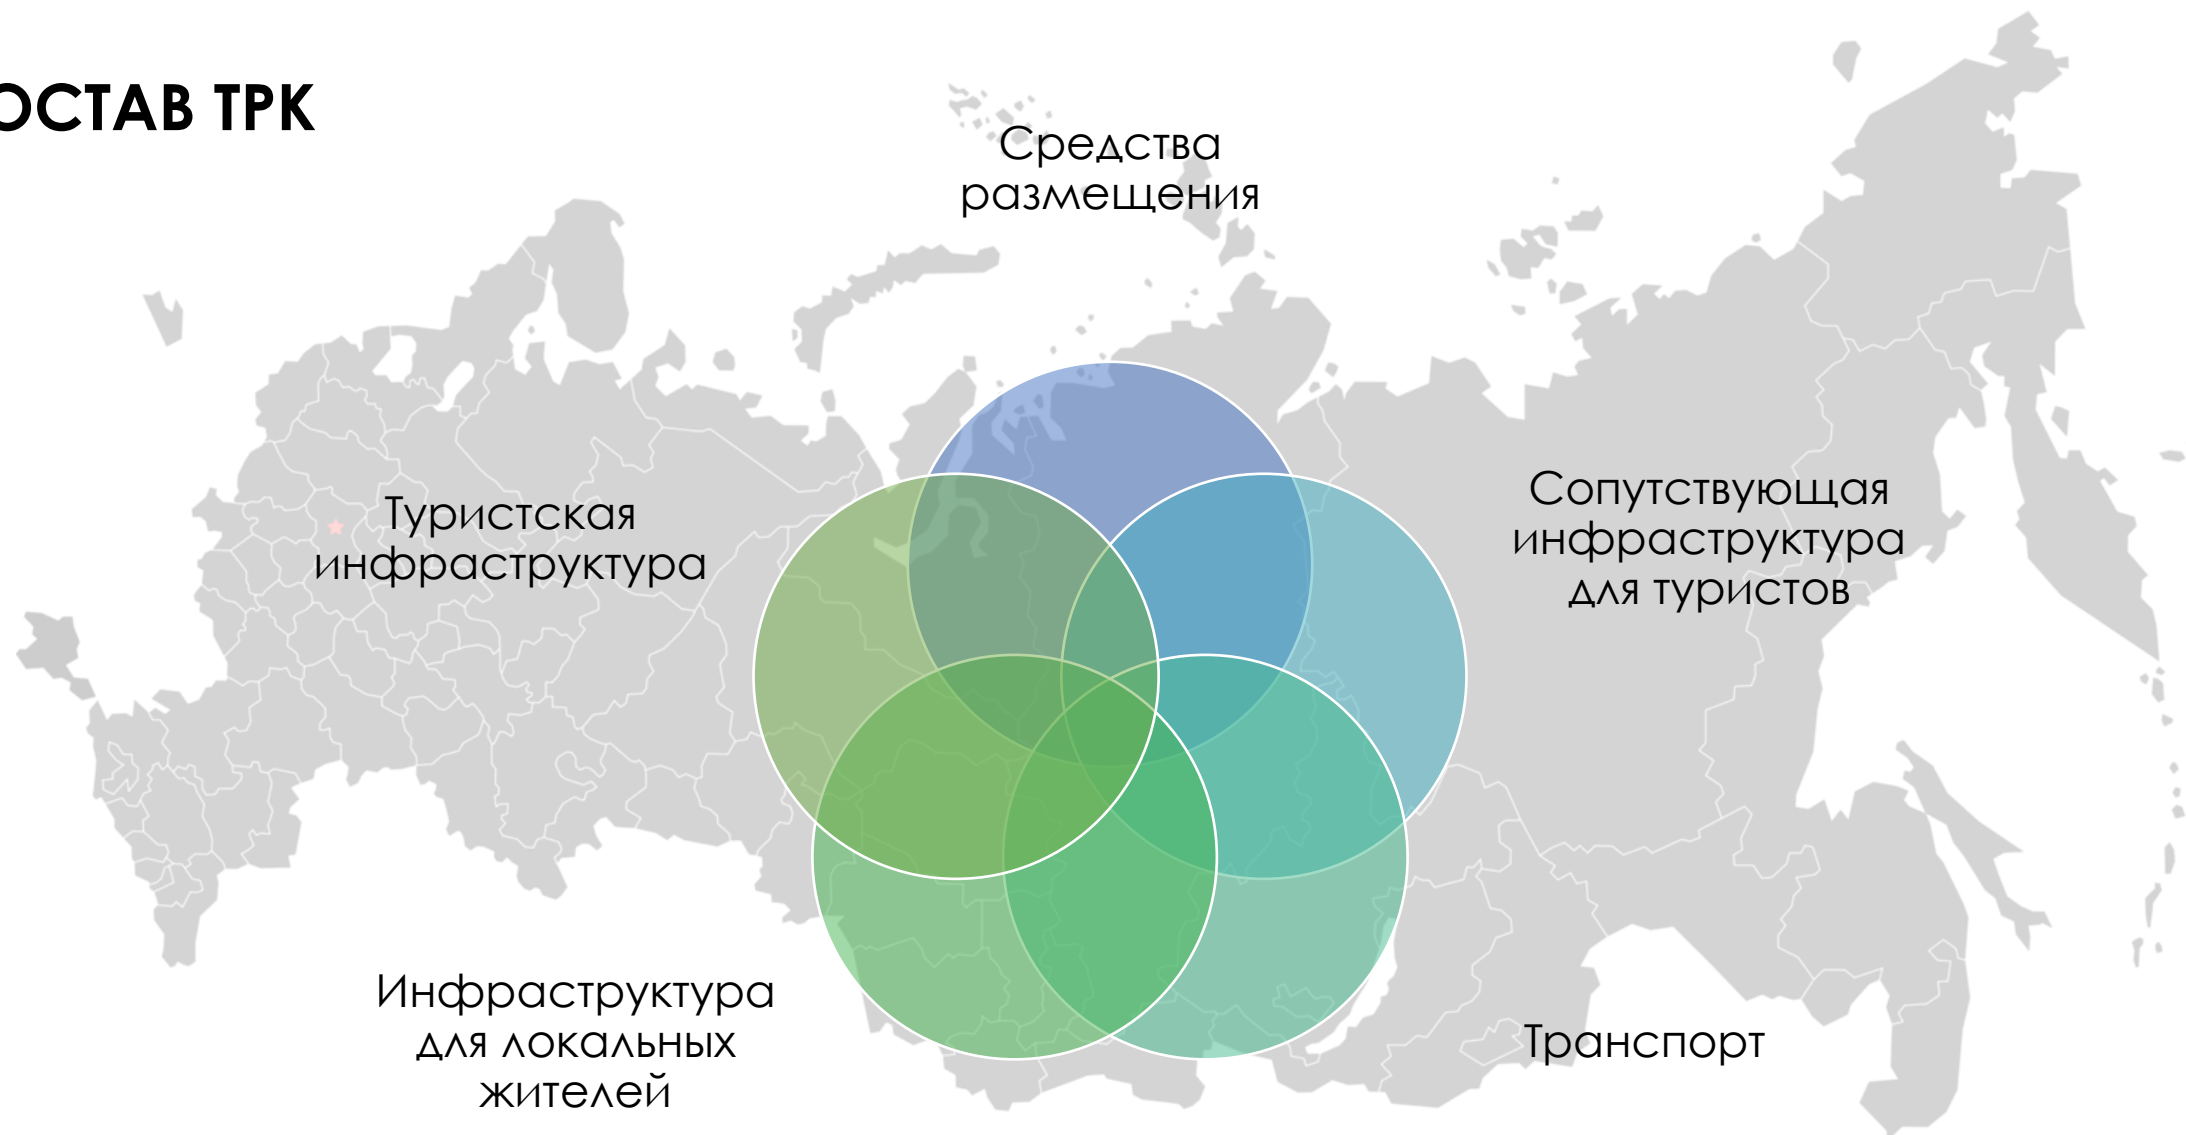 ОСТАВ ТРК
Средства
размещения
Сопутствующая
инфраструктура
для туристов
Транспорт
Инфраструктура
для локальных
жителей
Туристская
инфраструктура